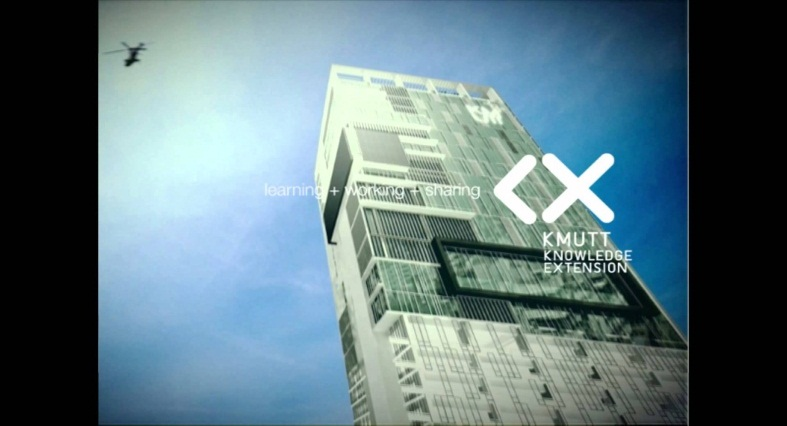 learning + working + sharing
KX
KMUTT
KNOWLEDGE
EXTENSION